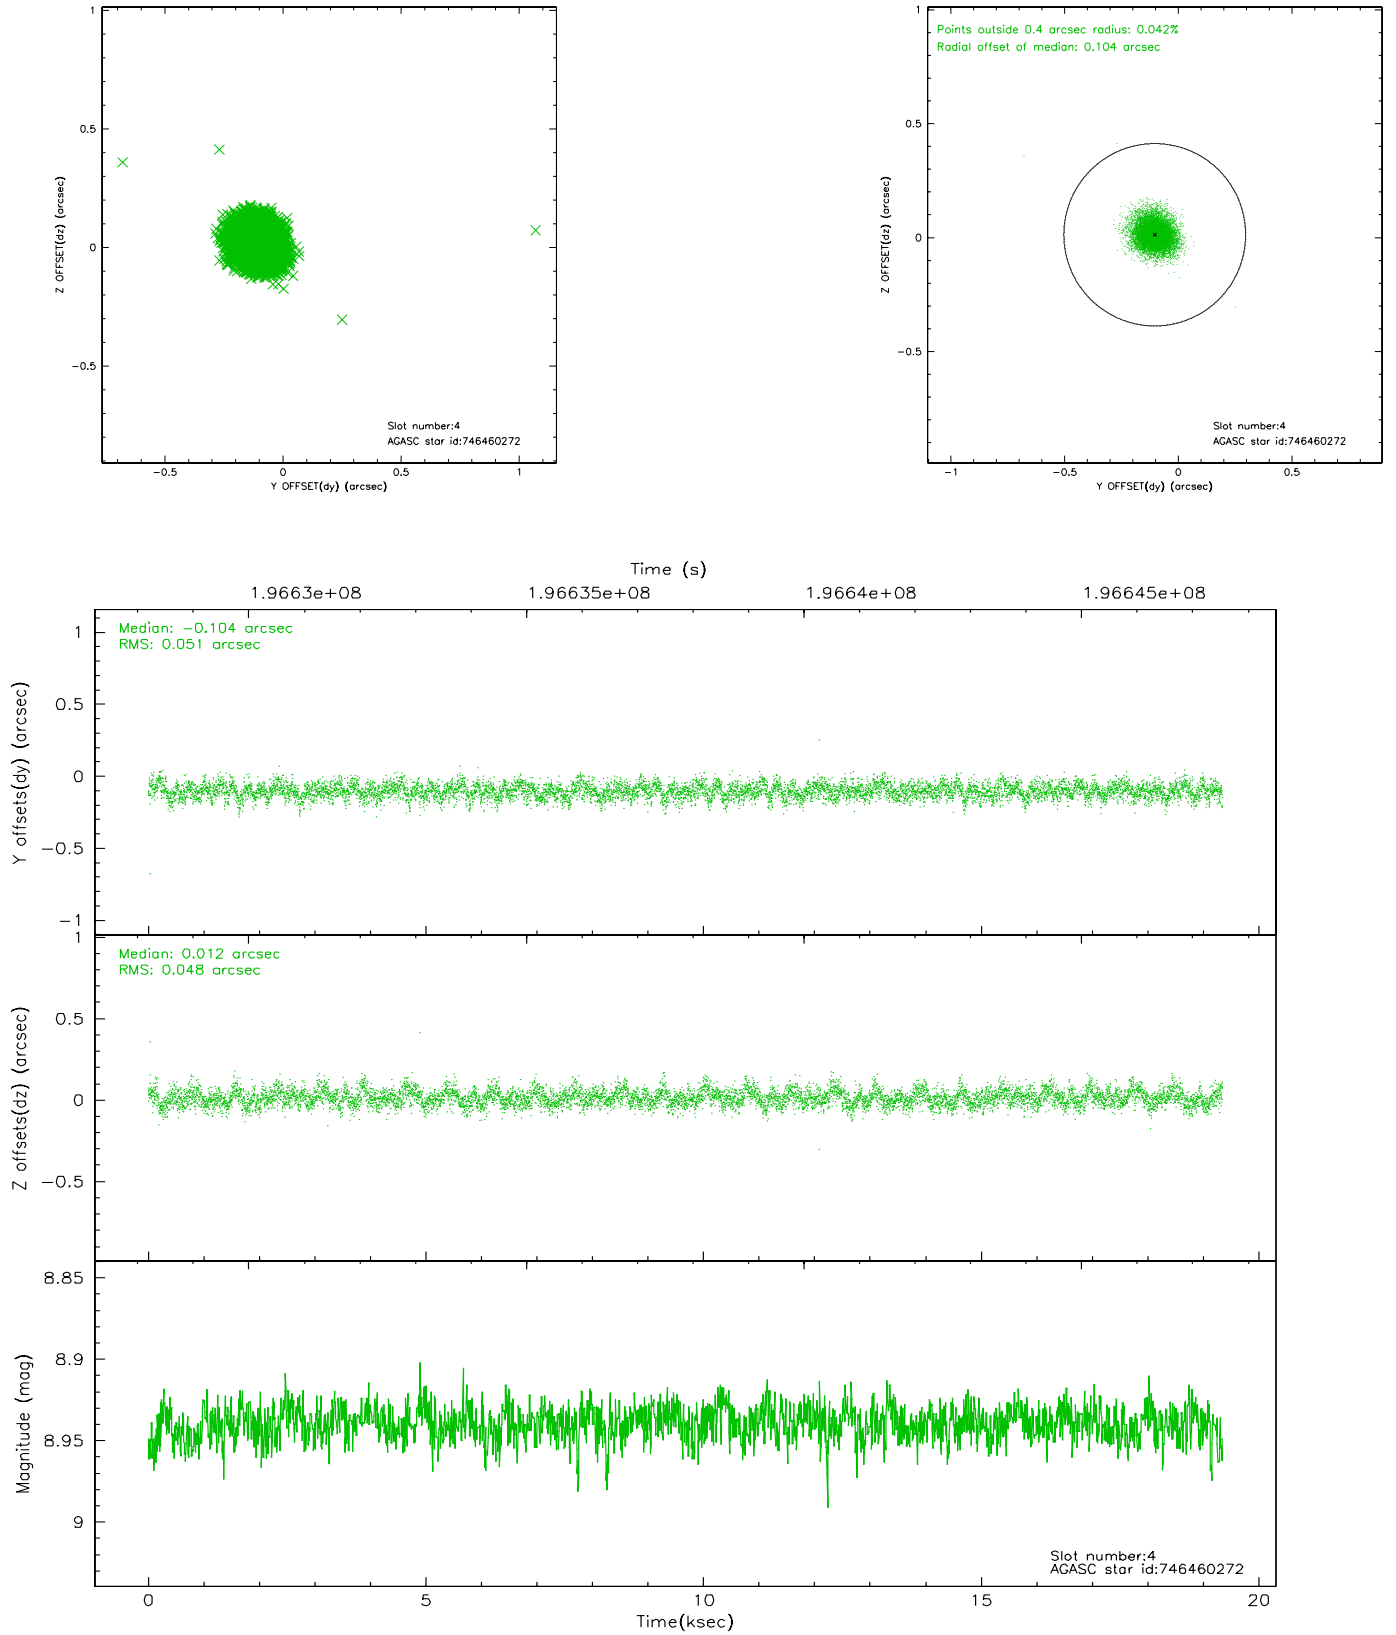 1
0.5
0
−0.5
Z OFFSET(dz) (arcsec)
Slot number:4
AGASC star id:746460272
−0.5
0
0.5
1
Y OFFSET(dy) (arcsec)
1
0.5
0
−0.5
Z OFFSET(dz) (arcsec)
Points outside 0.4 arcsec radius: 0.042%
Radial offset of median: 0.104 arcsec
Slot number:4
AGASC star id:746460272
−1
−0.5
0
0.5
Y OFFSET(dy) (arcsec)
Time (s)
1.9663e+08
1.96635e+08
1.9664e+08
1.96645e+08
Median: −0.104 arcsec
RMS: 0.051 arcsec
1
0.5
0
−0.5
−1
Y offsets(dy) (arcsec)
Median: 0.012 arcsec
RMS: 0.048 arcsec
1
0.5
0
−0.5
Z offsets(dz) (arcsec)
8.85
8.9
8.95
9
Magnitude (mag)
Slot number:4
AGASC star id:746460272
0
5
10
15
20
Time(ksec)